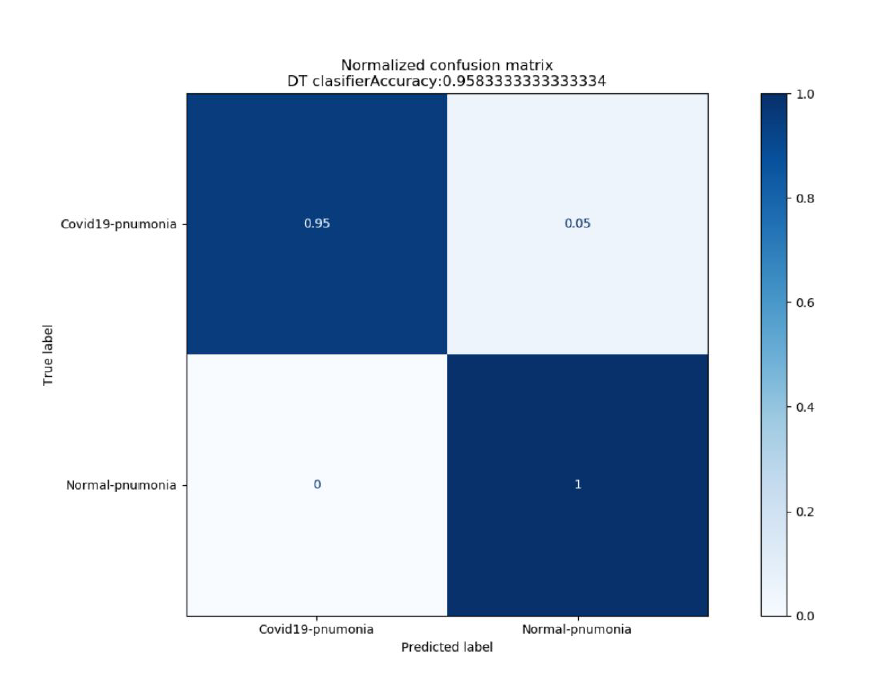 Normalized confusion matrix
DT clasifierAccuracy:0.9583333333333334
1.0
Covid19-pnumonia
0.95
0.05
0.8
0.6
True label
0.4
Normal-pnumonia
0
1
0.2
0.0
Covid19-pnumonia
Normal-pnumonia
Predicted label